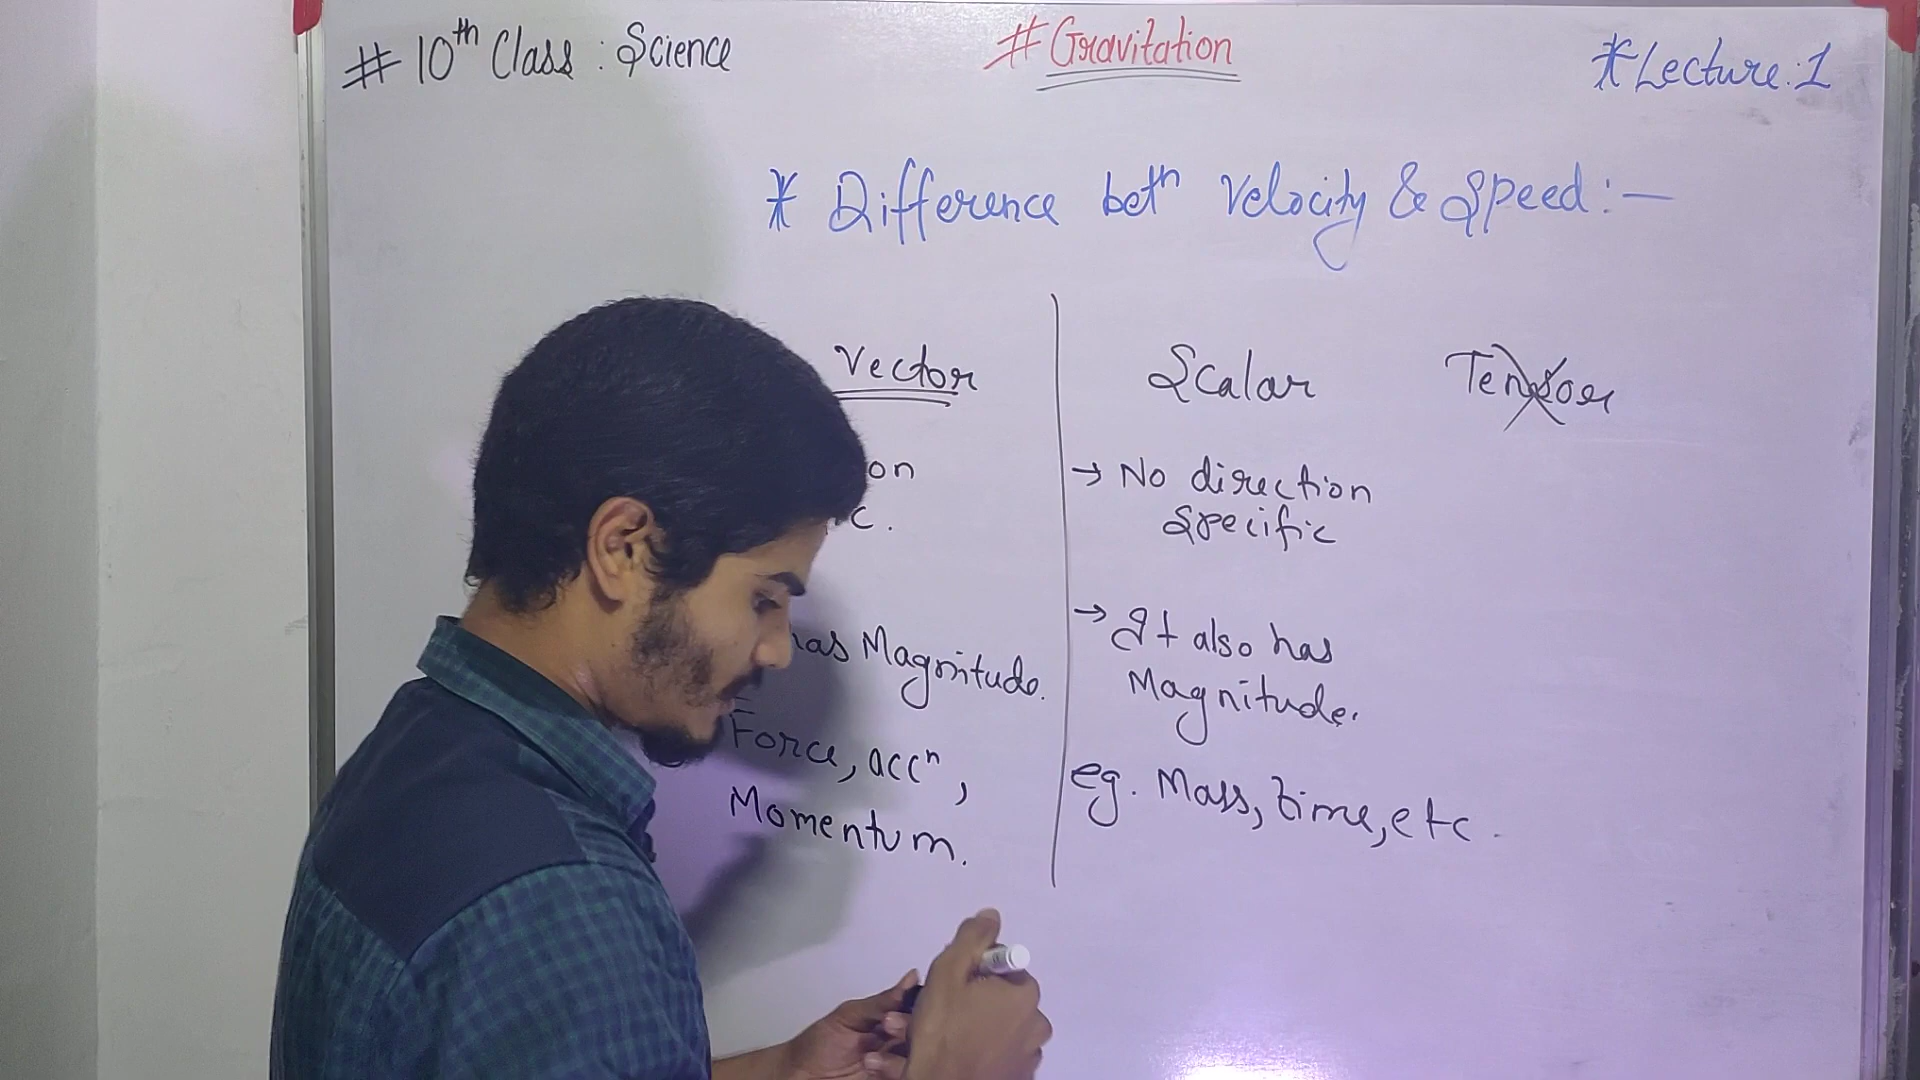 # 10th Class : Science
# Gravitation
* Lecture : 1
* Difference betn Velocity & Speed : —
Vector
on
c.
has Magnitude.
Force, accn,
Momentum.
Scalar
→ No direction
specific
→ It also has
Magnitude.
eg. Mass, time, etc.
Tensor